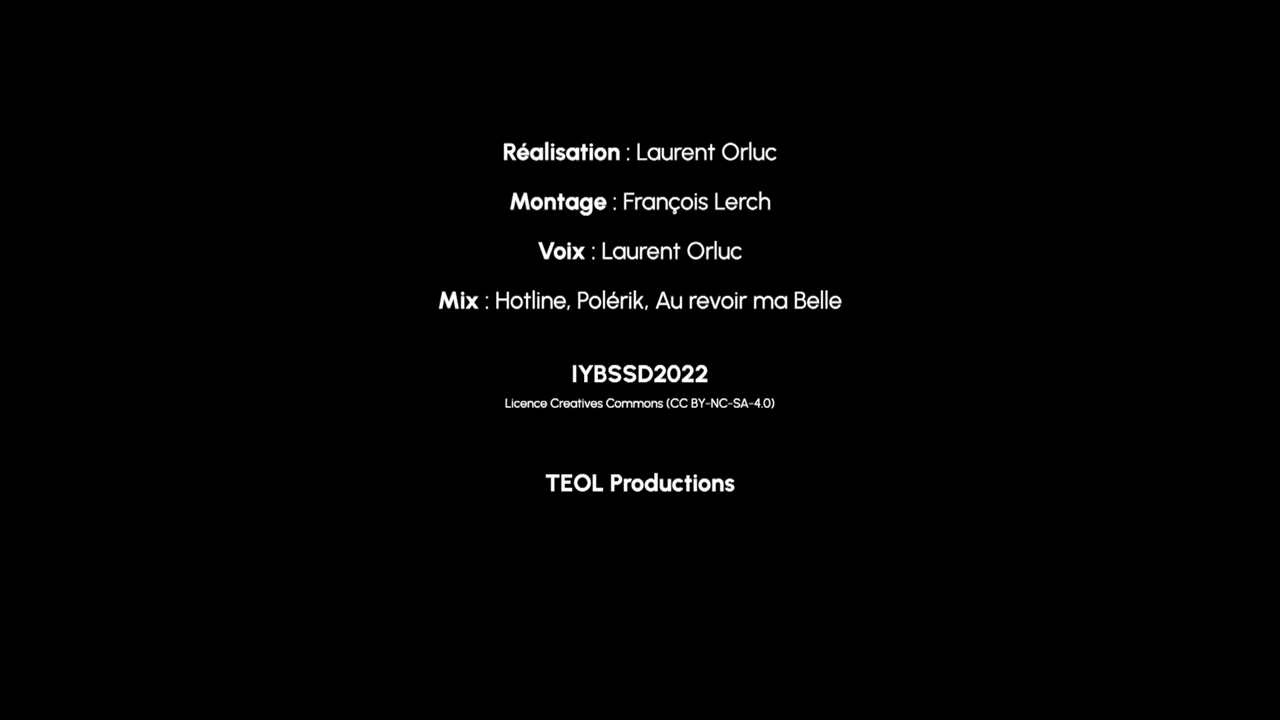 Réalisation : Laurent Orluc
Montage : François Lerch
Voix : Laurent Orluc
Mix : Hotline, Polérik, Au revoir ma Belle
IYBSSD2022
Licence Creatives Commons (CC BY-NC-SA-4.0)
TEOL Productions